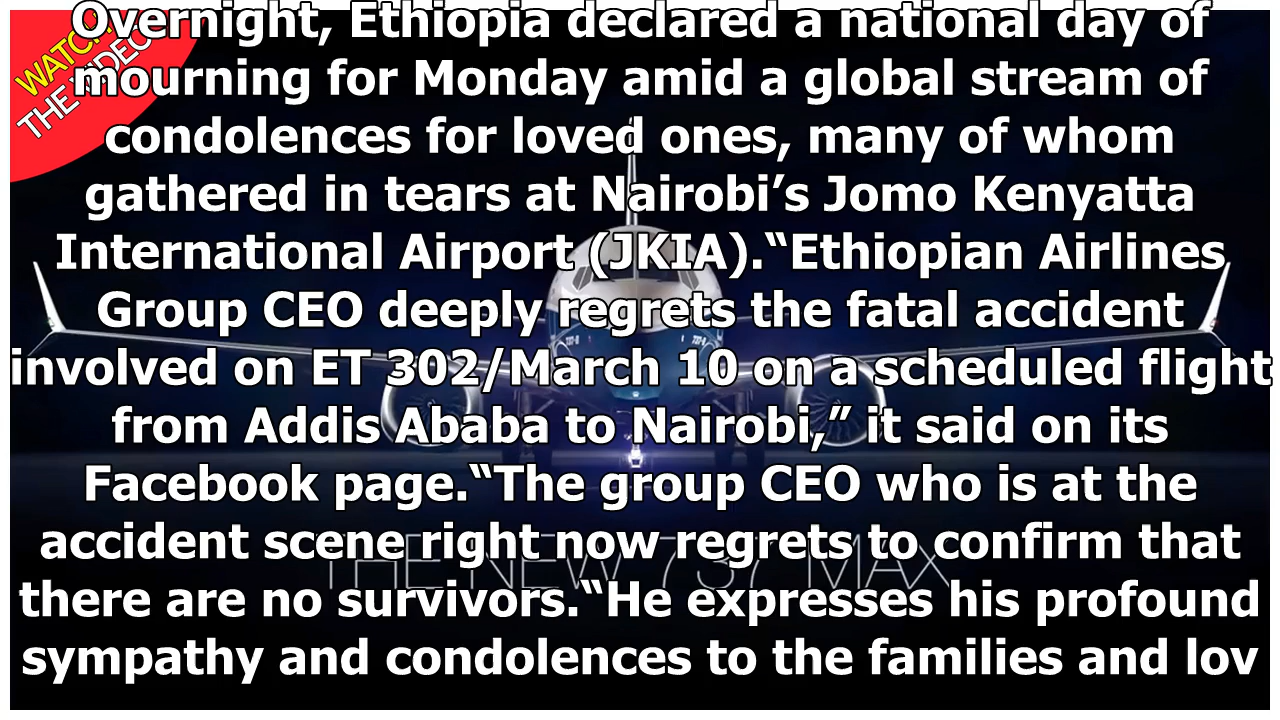 WATCH
THE VIDEO
Overnight, Ethiopia declared a national day of
mourning for Monday amid a global stream of
condolences for loved ones, many of whom
gathered in tears at Nairobi’s Jomo Kenyatta
International Airport (JKIA).“Ethiopian Airlines
Group CEO deeply regrets the fatal accident
involved on ET 302/March 10 on a scheduled flight
from Addis Ababa to Nairobi,” it said on its
Facebook page.“The group CEO who is at the
accident scene right now regrets to confirm that
THE NEW 737 MAX
there are no survivors.“He expresses his profound
sympathy and condolences to the families and lov